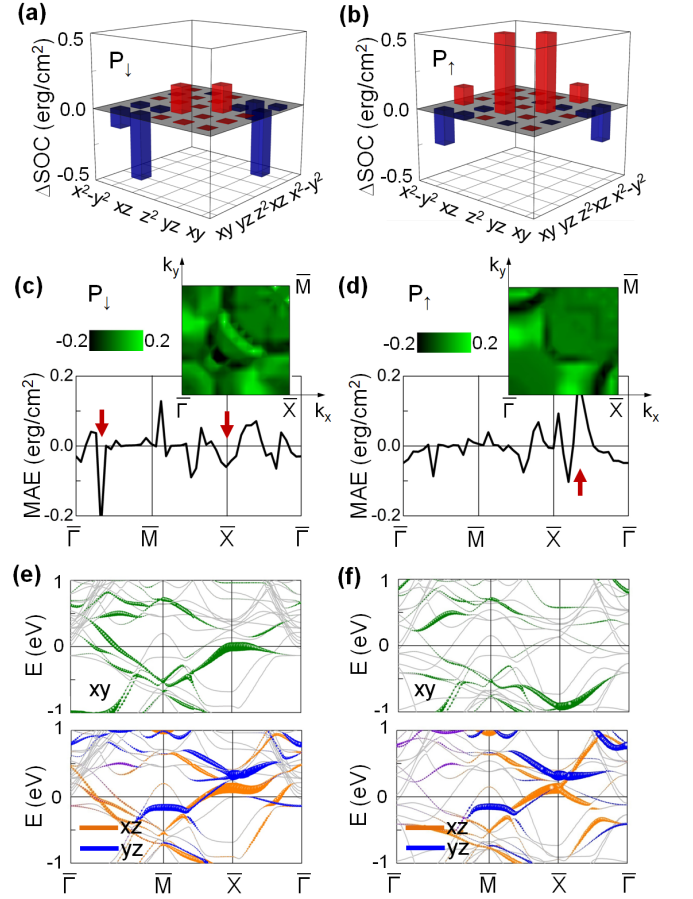 (a)
P↓
ΔSOC (erg/cm²)
0.5
0.0
-0.5
x²-y² xz z² yz xy
xy yz z² xz x²-y²
(b)
P↑
ΔSOC (erg/cm²)
0.5
0.0
-0.5
x²-y² xz z² yz xy
xy yz z² xz x²-y²
(c)
P↓
-0.2 0.2
k_y
M̅
Γ̅
X̅
k_x
MAE (erg/cm²)
0.2
0.0
-0.2
Γ̅ M̅ X̅ Γ̅
(d)
P↑
-0.2 0.2
k_y
M̅
Γ̅
X̅
k_x
MAE (erg/cm²)
0.2
0.0
-0.2
Γ̅ M̅ X̅ Γ̅
(e)
E (eV)
1
0
-1
xy
E (eV)
1
0
-1
xz
yz
Γ̅ M̅ X̅ Γ̅
(f)
E (eV)
1
0
-1
xy
E (eV)
1
0
-1
xz
yz
Γ̅ M̅ X̅ Γ̅